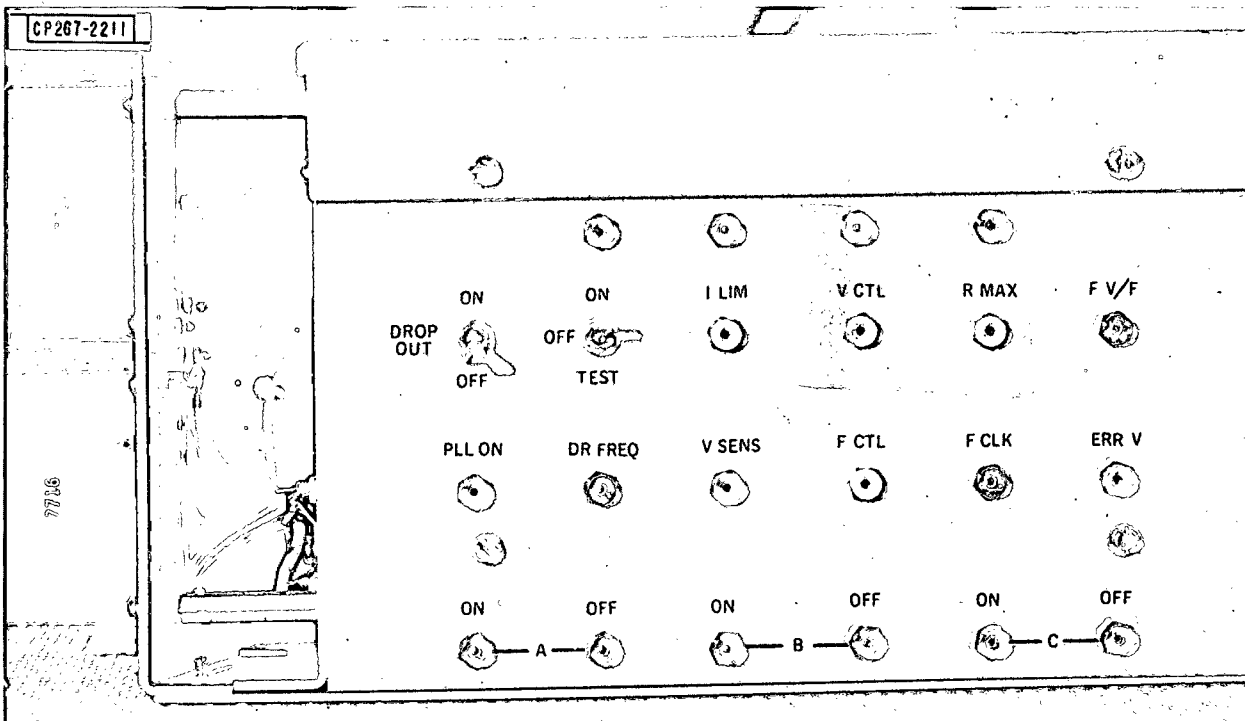 CP267-2211
ON ON I LIM V CTL R MAX F V/F
DROP OUT OFF
OFF TEST
PLL ON DR FREQ V SENS F CTL F CLK ERR V
7716
ON OFF ON OFF ON OFF
A B C